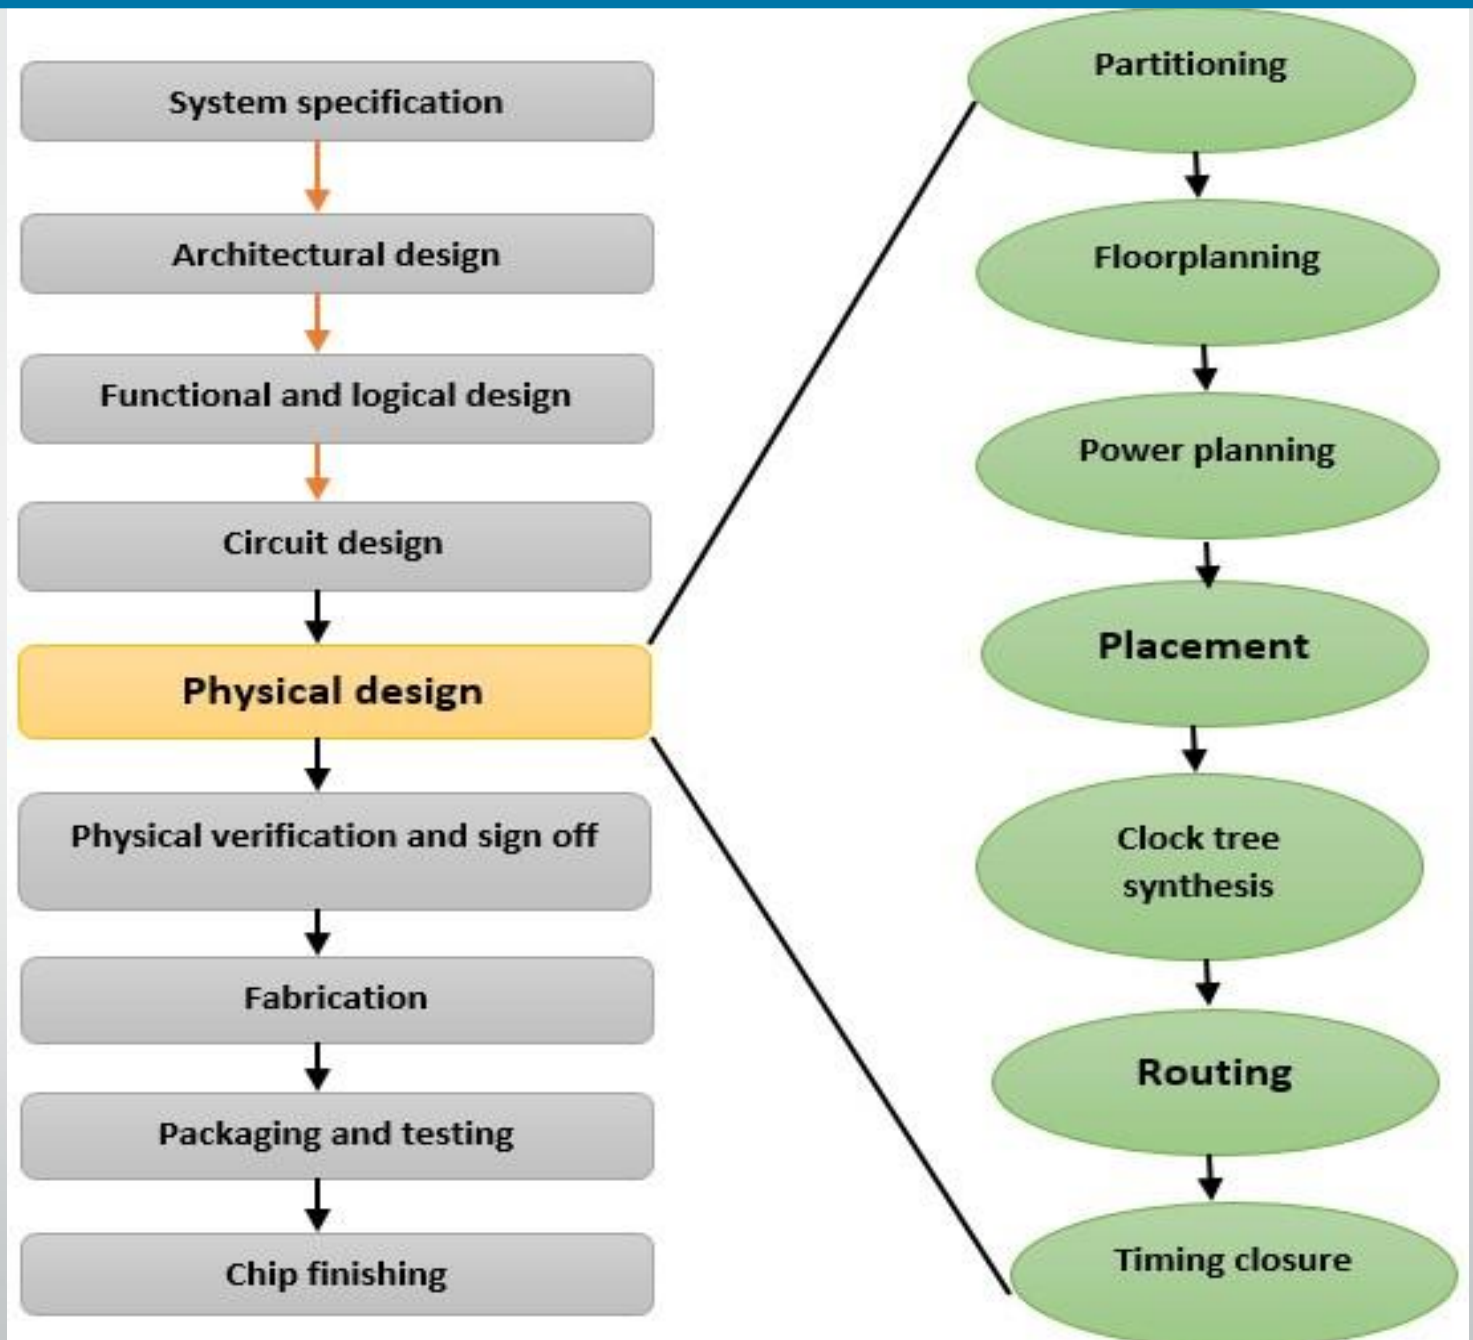 System specification
Architectural design
Functional and logical design
Circuit design
Physical design
Physical verification and sign off
Fabrication
Packaging and testing
Chip finishing
Partitioning
Floorplanning
Power planning
Placement
Clock tree
synthesis
Routing
Timing closure